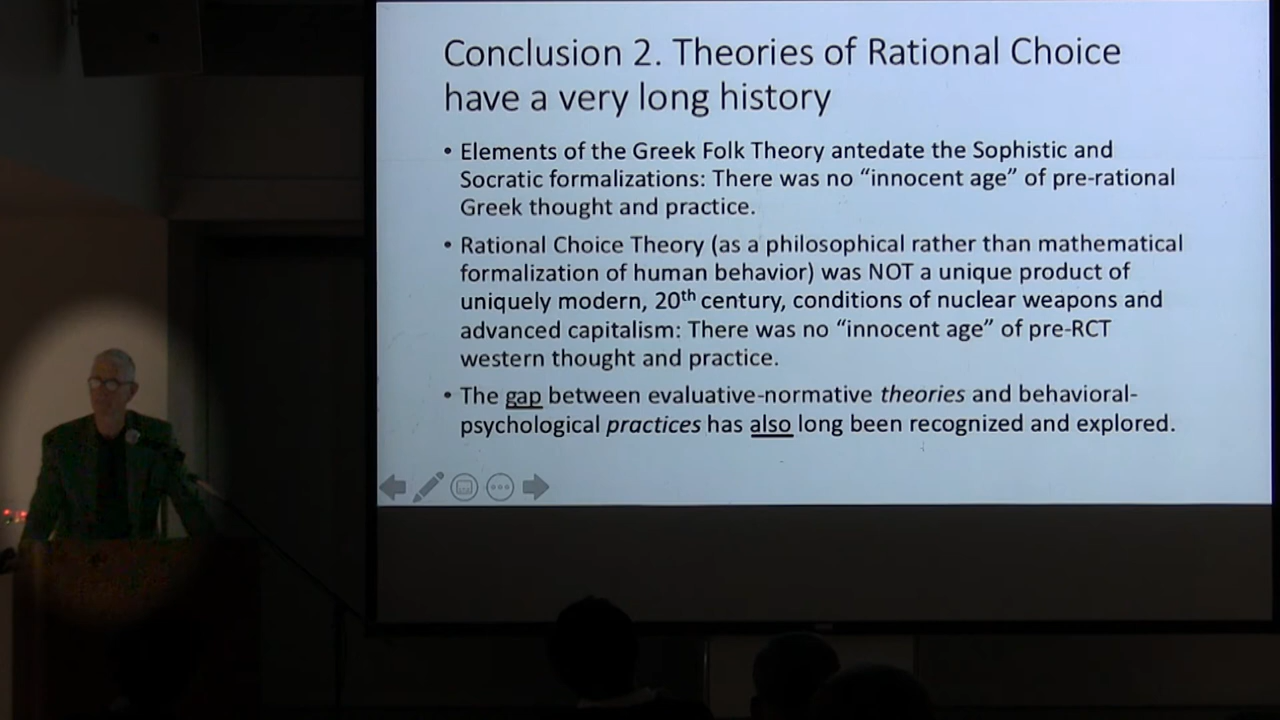 Conclusion 2. Theories of Rational Choice
have a very long history
• Elements of the Greek Folk Theory antedate the Sophistic and
Socratic formalizations: There was no “innocent age” of pre-rational
Greek thought and practice.
• Rational Choice Theory (as a philosophical rather than mathematical
formalization of human behavior) was NOT a unique product of
uniquely modern, 20th century, conditions of nuclear weapons and
advanced capitalism: There was no “innocent age” of pre-RCT
western thought and practice.
• The gap between evaluative-normative theories and behavioral-
psychological practices has also long been recognized and explored.